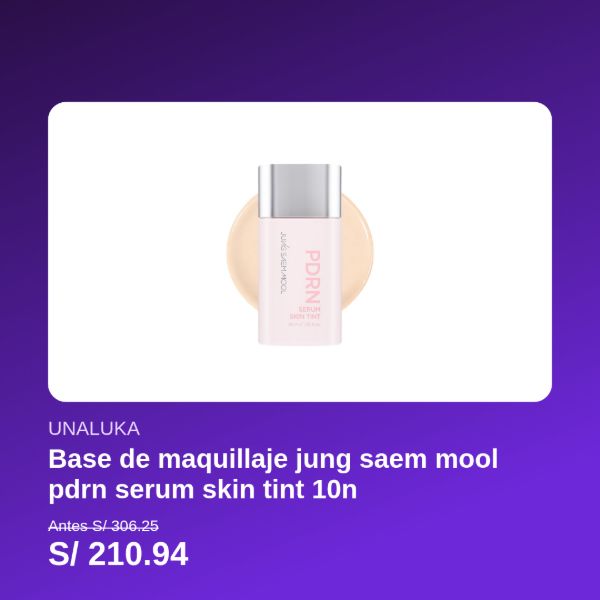 JUNG SAEM MOOL
PDRN
SERUM
SKIN TINT
UNALUKA
Base de maquillaje jung saem mool
pdrn serum skin tint 10n
Antes S/ 306.25
S/ 210.94